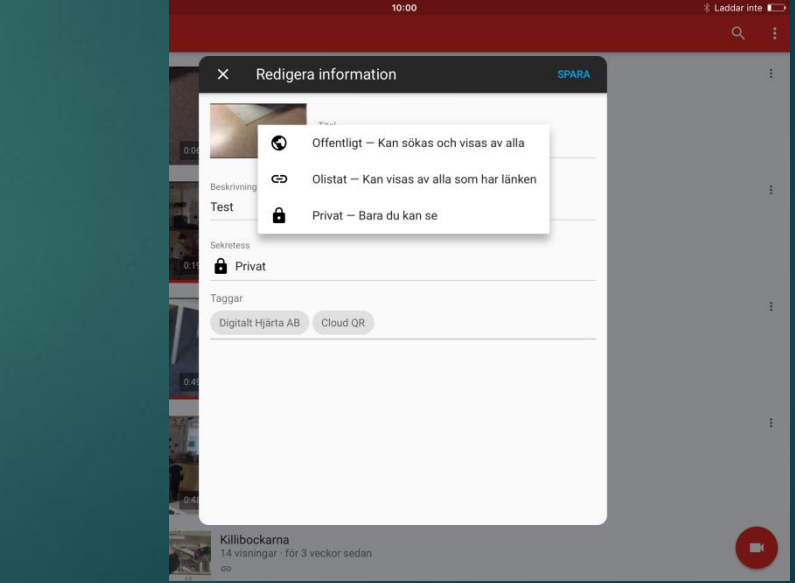 10:00
Laddar inte
Redigera information
SPARA
Titel
Offentligt — Kan sökas och visas av alla
Olistat — Kan visas av alla som har länken
Privat — Bara du kan se
Beskrivning
Test
Sekretess
Privat
Taggar
Digitalt Hjärta AB
Cloud QR
Killibockarna
14 visningar · för 3 veckor sedan